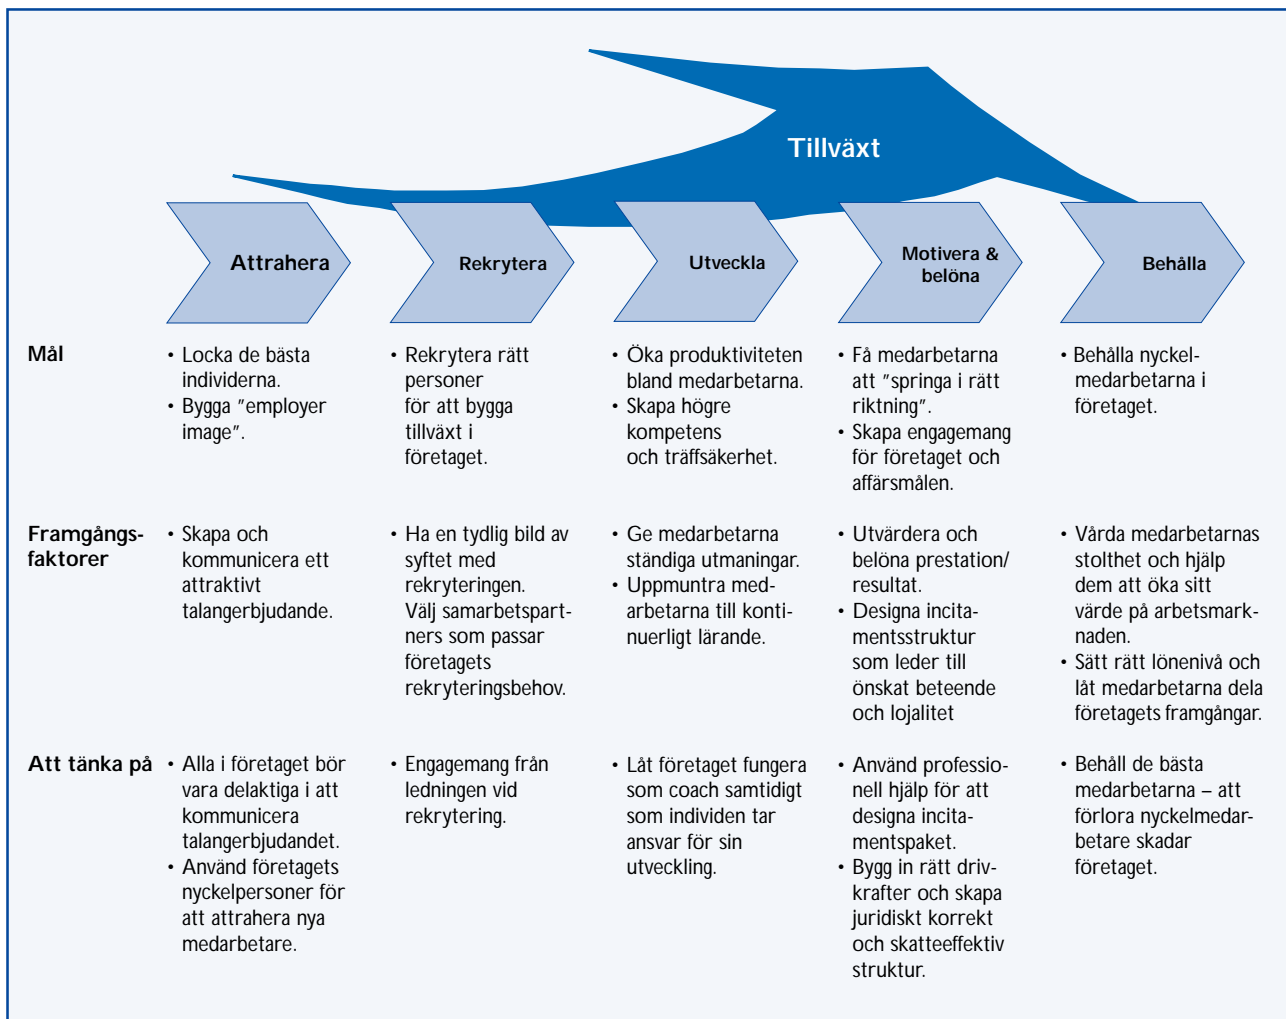 Tillväxt
Attrahera
Rekrytera
Utveckla
Motivera &
belöna
Behålla
Mål
• Locka de bästa
individerna.
• Bygga "employer
image".
• Rekrytera rätt
personer
för att bygga
tillväxt i
företaget.
• Öka produktiviteten
bland medarbetarna.
• Skapa högre
kompetens
och träffsäkerhet.
• Få medarbetarna
att "springa i rätt
riktning".
• Skapa engagemang
för företaget och
affärsmålen.
• Behålla nyckel-
medarbetarna i
företaget.
Framgångs-
faktorer
• Skapa och
kommunicera ett
attraktivt
talangerbjudande.
• Ha en tydlig bild av
syftet med
rekryteringen.
Välj samarbetspart-
ners som passar
företagets
rekryteringsbehov.
• Ge medarbetarna
ständiga utmaningar.
• Uppmuntra med-
arbetarna till konti-
nuerligt lärande.
• Utvärdera och
belöna prestation/
resultat.
• Designa incita-
mentsstruktur
som leder till
önskat beteende
och lojalitet
• Vårda medarbetarnas
stolthet och hjälp
dem att öka sitt
värde på arbetsmark-
naden.
• Sätt rätt lönenivå och
låt medarbetarna dela
företagets framgångar.
Att tänka på
• Alla i företaget bör
vara delaktiga i att
kommunicera
talangerbjudandet.
• Använd företagets
nyckelpersoner för
att attrahera nya
medarbetare.
• Engagemang från
ledningen vid
rekrytering.
• Låt företaget fungera
som coach samtidigt
som individen tar
ansvar för sin
utveckling.
• Använd professio-
nell hjälp för att
designa incita-
mentspaket.
• Bygg in rätt driv-
krafter och skapa
juridiskt korrekt
och skatteeffektiv
struktur.
• Behåll de bästa
medarbetarna – att
förlora nyckelmedar-
betare skadar
företaget.